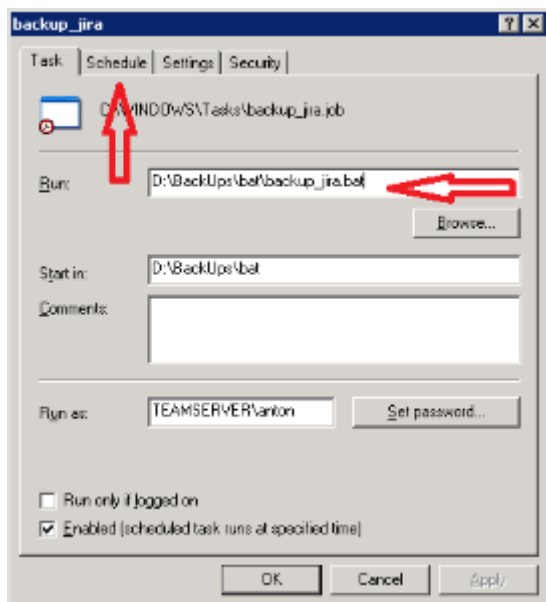 backup_jira
Task Schedule Settings Security
C:\WINDOWS\Tasks\backup_jira.job
Run: D:\BackUps\bat\backup_jira.bat
Browse...
Start in: D:\BackUps\bat
Comments:
Run as: TEAMSERVER\anton Set password...
Run only if logged on
Enabled (scheduled task runs at specified time)
OK Cancel Apply